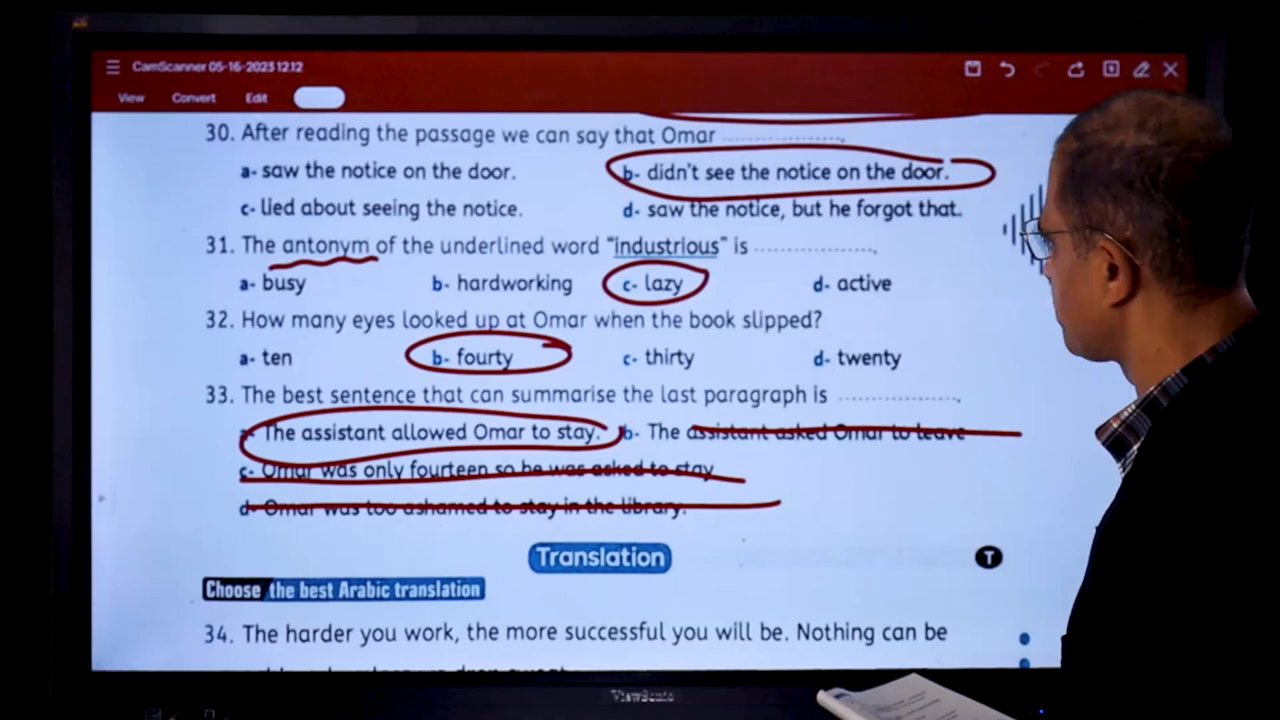 CamScanner 05-16-2023 12.12
View Convert Edit
30. After reading the passage we can say that Omar ....................
a- saw the notice on the door. b- didn't see the notice on the door.
c- lied about seeing the notice. d- saw the notice, but he forgot that.
31. The antonym of the underlined word "industrious" is ....................
a- busy b- hardworking c- lazy d- active
32. How many eyes looked up at Omar when the book slipped?
a- ten b- fourty c- thirty d- twenty
33. The best sentence that can summarise the last paragraph is ....................
a- The assistant allowed Omar to stay. b- The assistant asked Omar to leave
c- Omar was only fourteen so he was asked to stay
d- Omar was too ashamed to stay in the library.
Translation
T
Choose the best Arabic translation
34. The harder you work, the more successful you will be. Nothing can be
ViewSonic